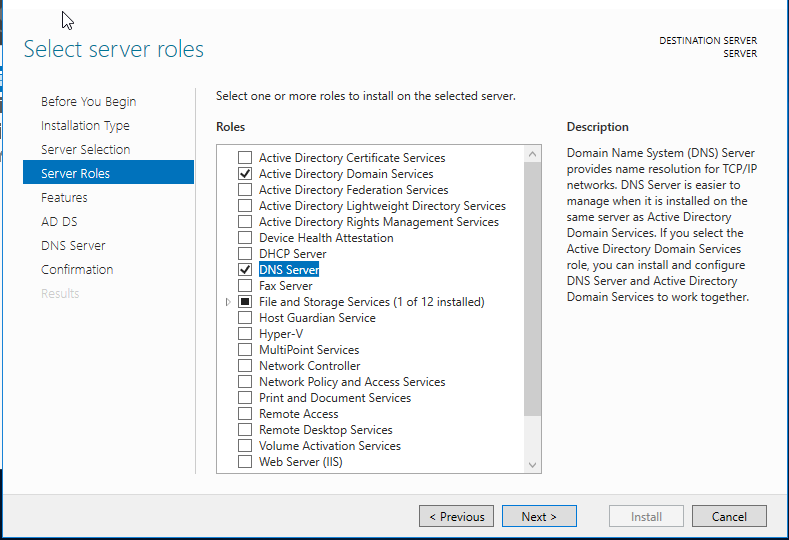 Select server roles
DESTINATION SERVER
SERVER
Before You Begin
Installation Type
Server Selection
Server Roles
Features
AD DS
DNS Server
Confirmation
Results
Select one or more roles to install on the selected server.
Roles
Active Directory Certificate Services
Active Directory Domain Services
Active Directory Federation Services
Active Directory Lightweight Directory Services
Active Directory Rights Management Services
Device Health Attestation
DHCP Server
DNS Server
Fax Server
File and Storage Services (1 of 12 installed)
Host Guardian Service
Hyper-V
MultiPoint Services
Network Controller
Network Policy and Access Services
Print and Document Services
Remote Access
Remote Desktop Services
Volume Activation Services
Web Server (IIS)
Description
Domain Name System (DNS) Server
provides name resolution for TCP/IP
networks. DNS Server is easier to
manage when it is installed on the
same server as Active Directory
Domain Services. If you select the
Active Directory Domain Services
role, you can install and configure
DNS Server and Active Directory
Domain Services to work together.
< Previous
Next >
Install
Cancel